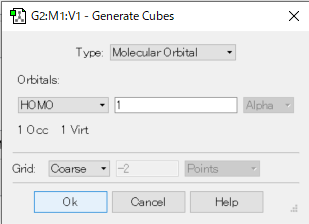 G2:M1:V1 - Generate Cubes
Type: Molecular Orbital
Orbitals:
HOMO 1 Alpha
1 Occ 1 Virt
Grid: Coarse -2 Points
Ok Cancel Help